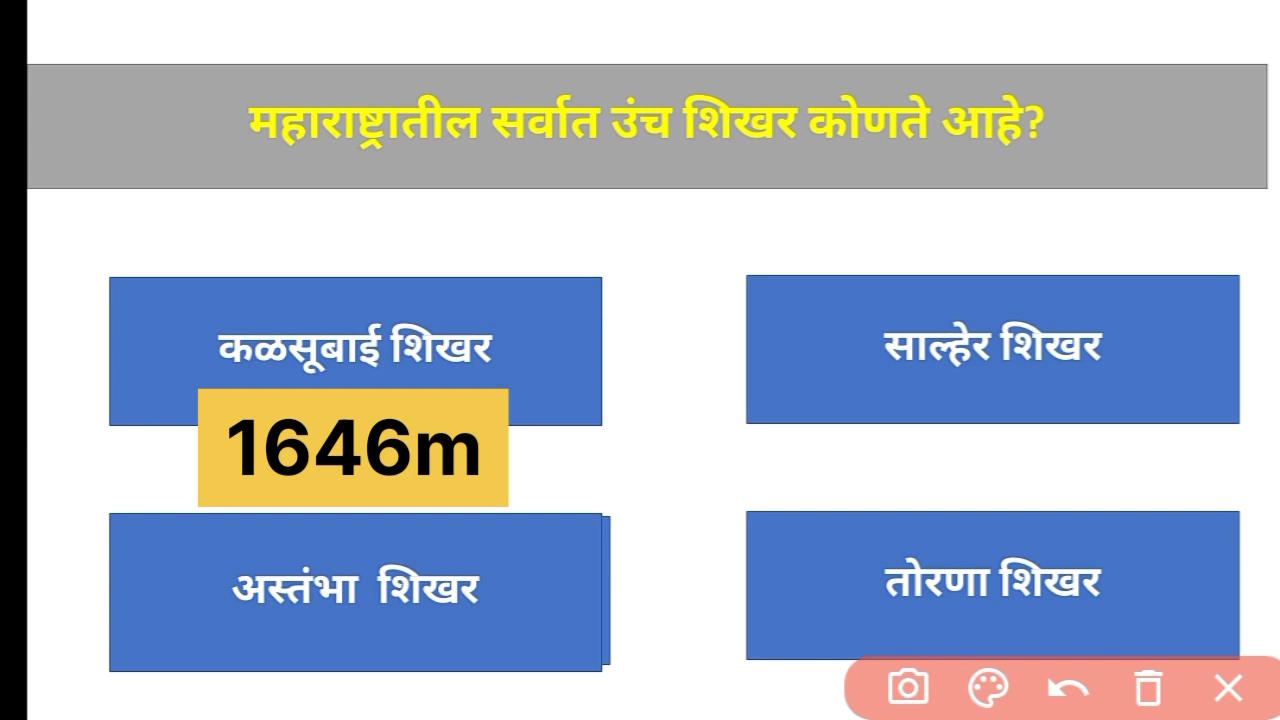 महाराष्ट्रातील सर्वात उंच शिखर कोणते आहे?
कळसूबाई शिखर
साल्हेर शिखर
1646m
अस्तंभा शिखर
तोरणा शिखर